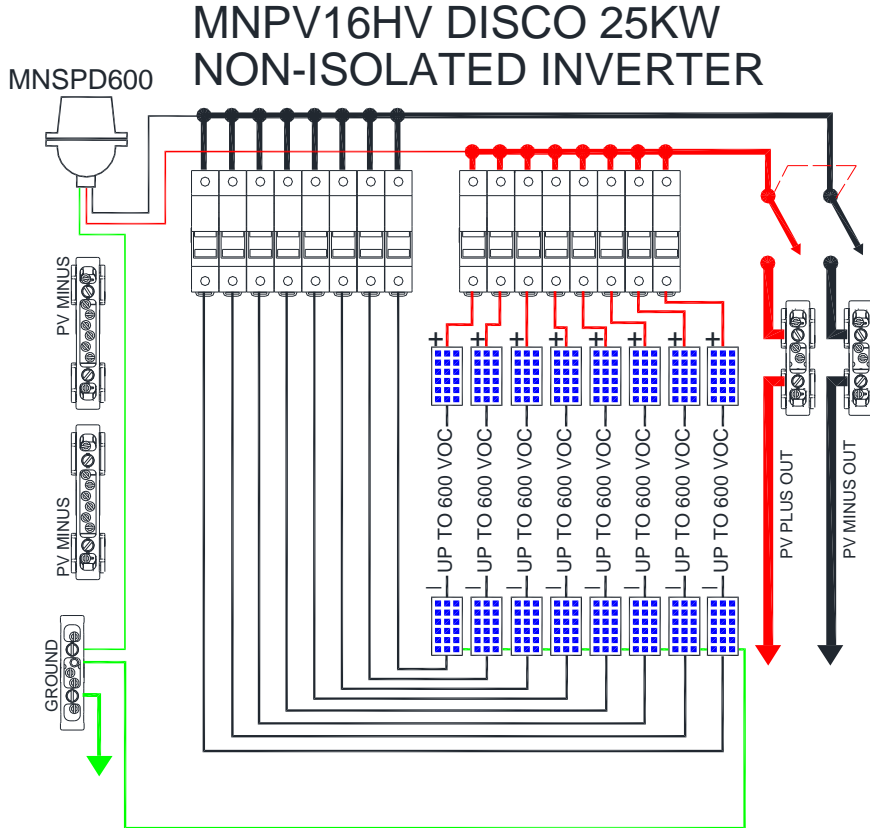 MNPV16HV DISCO 25KW
NON-ISOLATED INVERTER
MNSPD600
PV MINUS
PV MINUS
GROUND
+ + + + + + + +
UP TO 600 VOC
UP TO 600 VOC
UP TO 600 VOC
UP TO 600 VOC
UP TO 600 VOC
UP TO 600 VOC
UP TO 600 VOC
UP TO 600 VOC
− − − − − − − −
PV PLUS OUT
PV MINUS OUT